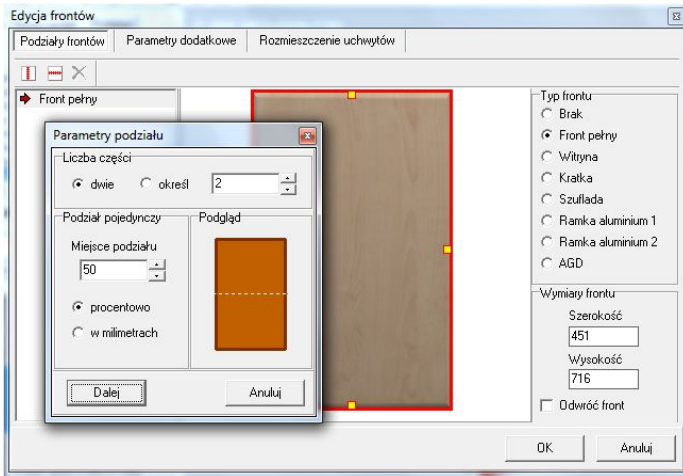 Edycja frontów
Podziały frontów
Parametry dodatkowe
Rozmieszczenie uchwytów
Front pełny
Parametry podziału
Liczba części
dwie
określ
2
Podział pojedynczy
Miejsce podziału
50
procentowo
w milimetrach
Podgląd
Dalej
Anuluj
Typ frontu
Brak
Front pełny
Witryna
Kratka
Szuflada
Ramka aluminium 1
Ramka aluminium 2
AGD
Wymiary frontu
Szerokość
451
Wysokość
716
Odwróć front
OK
Anuluj